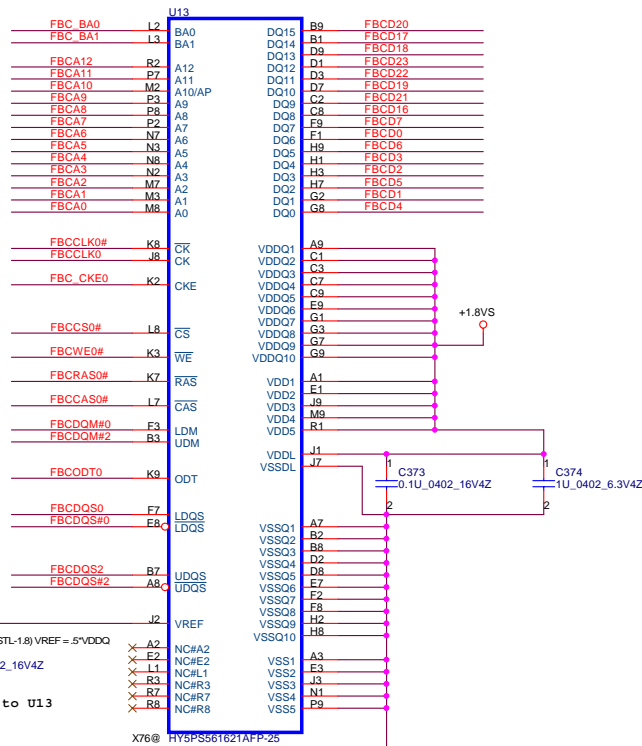 U13
FBC_BA0 L2 BA0 DQ15 B9 FBCD20
FBC_BA1 L3 BA1 DQ14 B1 FBCD17
DQ13 D9 FBCD18
FBCA12 R2 A12 DQ12 D1 FBCD23
FBCA11 P7 A11 DQ11 D3 FBCD22
FBCA10 M2 A10/AP DQ10 D7 FBCD19
FBCA9 P3 A9 DQ9 C2 FBCD21
FBCA8 P8 A8 DQ8 C8 FBCD16
FBCA7 P2 A7 DQ7 F9 FBCD7
FBCA6 N7 A6 DQ6 F1 FBCD0
FBCA5 N3 A5 DQ5 H9 FBCD6
FBCA4 N8 A4 DQ4 H1 FBCD3
FBCA3 N2 A3 DQ3 H3 FBCD2
FBCA2 M7 A2 DQ2 H7 FBCD5
FBCA1 M3 A1 DQ1 G2 FBCD1
FBCA0 M8 A0 DQ0 G8 FBCD4
FBCCLK0# K8 CK VDDQ1 A9
FBCCLK0 J8 CK VDDQ2 C1
VDDQ3 C3
FBC_CKE0 K2 CKE VDDQ4 C7
VDDQ5 C9
VDDQ6 E9
VDDQ7 G1
+1.8VS
FBCCS0# L8 CS VDDQ8 G3
VDDQ9 G7
FBCWE0# K3 WE VDDQ10 G9
FBCRAS0# K7 RAS VDD1 A1
VDD2 E1
FBCCAS0# L7 CAS VDD3 J9
VDD4 M9
FBCDQM#0 F3 LDM VDD5 R1
FBCDQM#2 B3 UDM
VDDL J1
VSSDL J7
1 C373 1 C374
FBCODT0 K9 ODT 0.1U_0402_16V4Z 1U_0402_6.3V4Z
2 2
FBCDQS0 F7 LDQS
FBCDQS#0 E8 LDQS VSSQ1 A7
VSSQ2 B2
VSSQ3 B8
VSSQ4 D2
FBCDQS2 B7 UDQS VSSQ5 D8
FBCDQS#2 A8 UDQS VSSQ6 E7
VSSQ7 F2
VSSQ8 F8
J2 VREF VSSQ9 H2
VSSQ10 H8
STL-1.8) VREF = .5*VDDQ
A2 NC#A2
2_16V4Z E2 NC#E2 VSS1 A3
L1 NC#L1 VSS2 E3
R3 NC#R3 VSS3 J3
to U13 R7 NC#R7 VSS4 N1
R8 NC#R8 VSS5 P9
X76@ HY5PS561621AFP-25